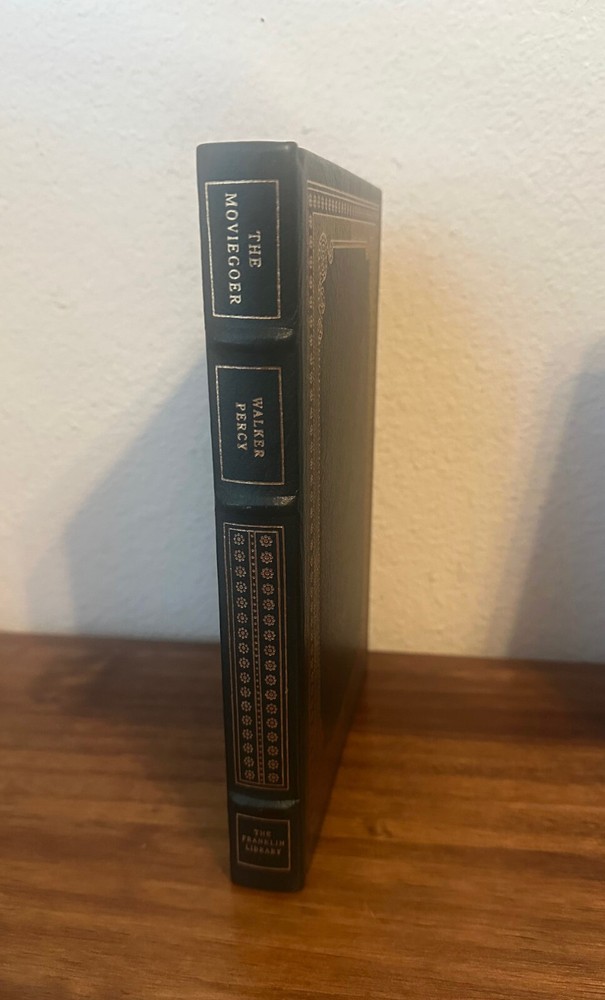 THE
MOVIEGOER
WALKER
PERCY
THE
FRANKLIN
LIBRARY